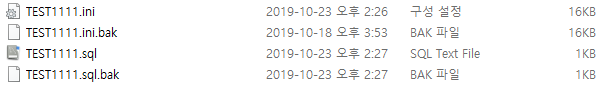 TEST1111.ini 2019-10-23 오후 2:26 구성 설정 16KB
TEST1111.ini.bak 2019-10-18 오후 3:53 BAK 파일 16KB
TEST1111.sql 2019-10-23 오후 2:27 SQL Text File 1KB
TEST1111.sql.bak 2019-10-23 오후 2:27 BAK 파일 1KB